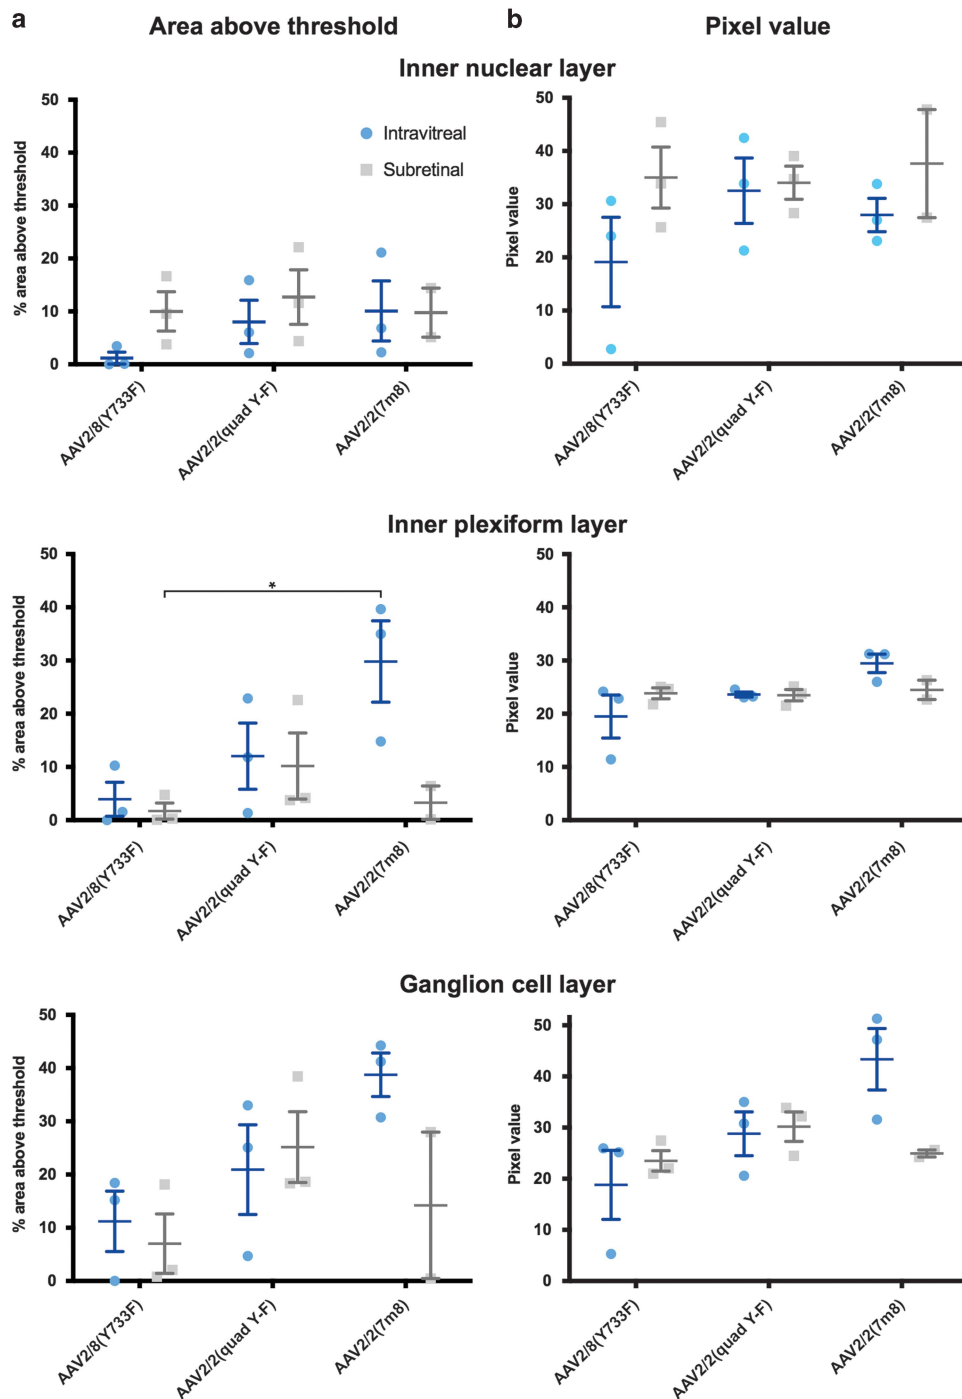 a
Area above threshold
b
Pixel value
Inner nuclear layer
50
40
30
20
10
0
% area above threshold
Intravitreal
Subretinal
AAV2/8(Y733F)
AAV2/2(quad Y-F)
AAV2/2(7m8)
50
40
30
20
10
0
Pixel value
AAV2/8(Y733F)
AAV2/2(quad Y-F)
AAV2/2(7m8)
Inner plexiform layer
50
40
30
20
10
0
% area above threshold
*
AAV2/8(Y733F)
AAV2/2(quad Y-F)
AAV2/2(7m8)
50
40
30
20
10
0
Pixel value
AAV2/8(Y733F)
AAV2/2(quad Y-F)
AAV2/2(7m8)
Ganglion cell layer
50
40
30
20
10
0
% area above threshold
AAV2/8(Y733F)
AAV2/2(quad Y-F)
AAV2/2(7m8)
50
40
30
20
10
0
Pixel value
AAV2/8(Y733F)
AAV2/2(quad Y-F)
AAV2/2(7m8)